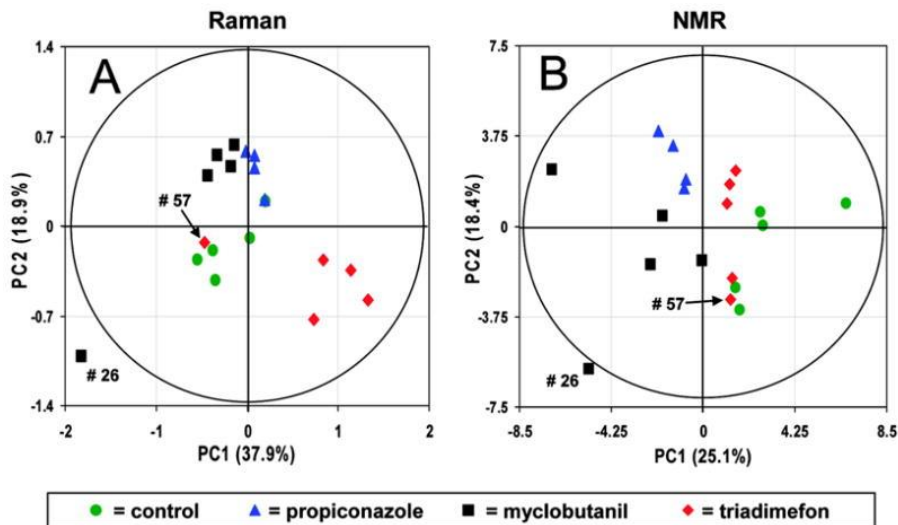 Raman
NMR
A
B
1.4
0.7
0
-0.7
-1.4
PC2 (18.9%)
# 57
# 26
-2
-1
0
1
2
PC1 (37.9%)
7.5
3.75
0
-3.75
-7.5
PC2 (18.4%)
# 57
# 26
-8.5
-4.25
0
4.25
8.5
PC1 (25.1%)
= control
= propiconazole
= myclobutanil
= triadimefon